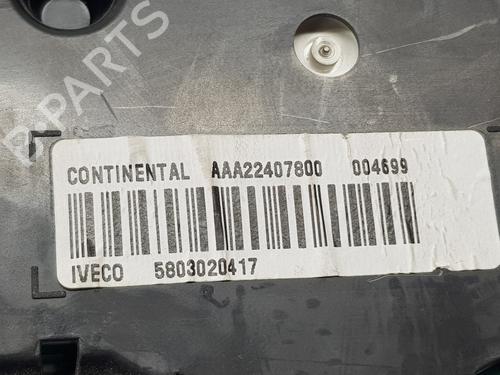 B-PARTS
CONTINENTAL AAA22407800 004699
IVECO 5803020417